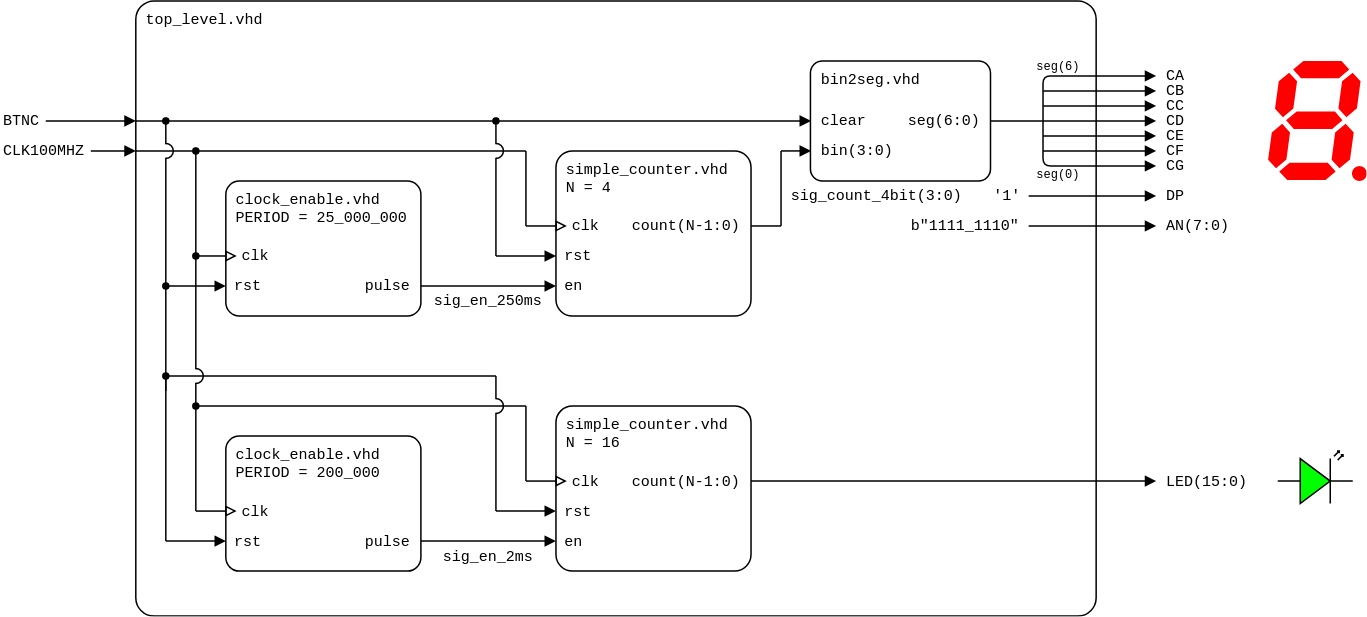 top_level.vhd
BTNC
CLK100MHZ
bin2seg.vhd
clear seg(6:0)
bin(3:0)
seg(6)
CA
CB
CC
CD
CE
CF
CG
seg(0)
sig_count_4bit(3:0) '1' DP
b"1111_1110" AN(7:0)
clock_enable.vhd
PERIOD = 25_000_000
clk
rst pulse
sig_en_250ms
simple_counter.vhd
N = 4
clk count(N-1:0)
rst
en
clock_enable.vhd
PERIOD = 200_000
clk
rst pulse
sig_en_2ms
simple_counter.vhd
N = 16
clk count(N-1:0)
rst
en
LED(15:0)